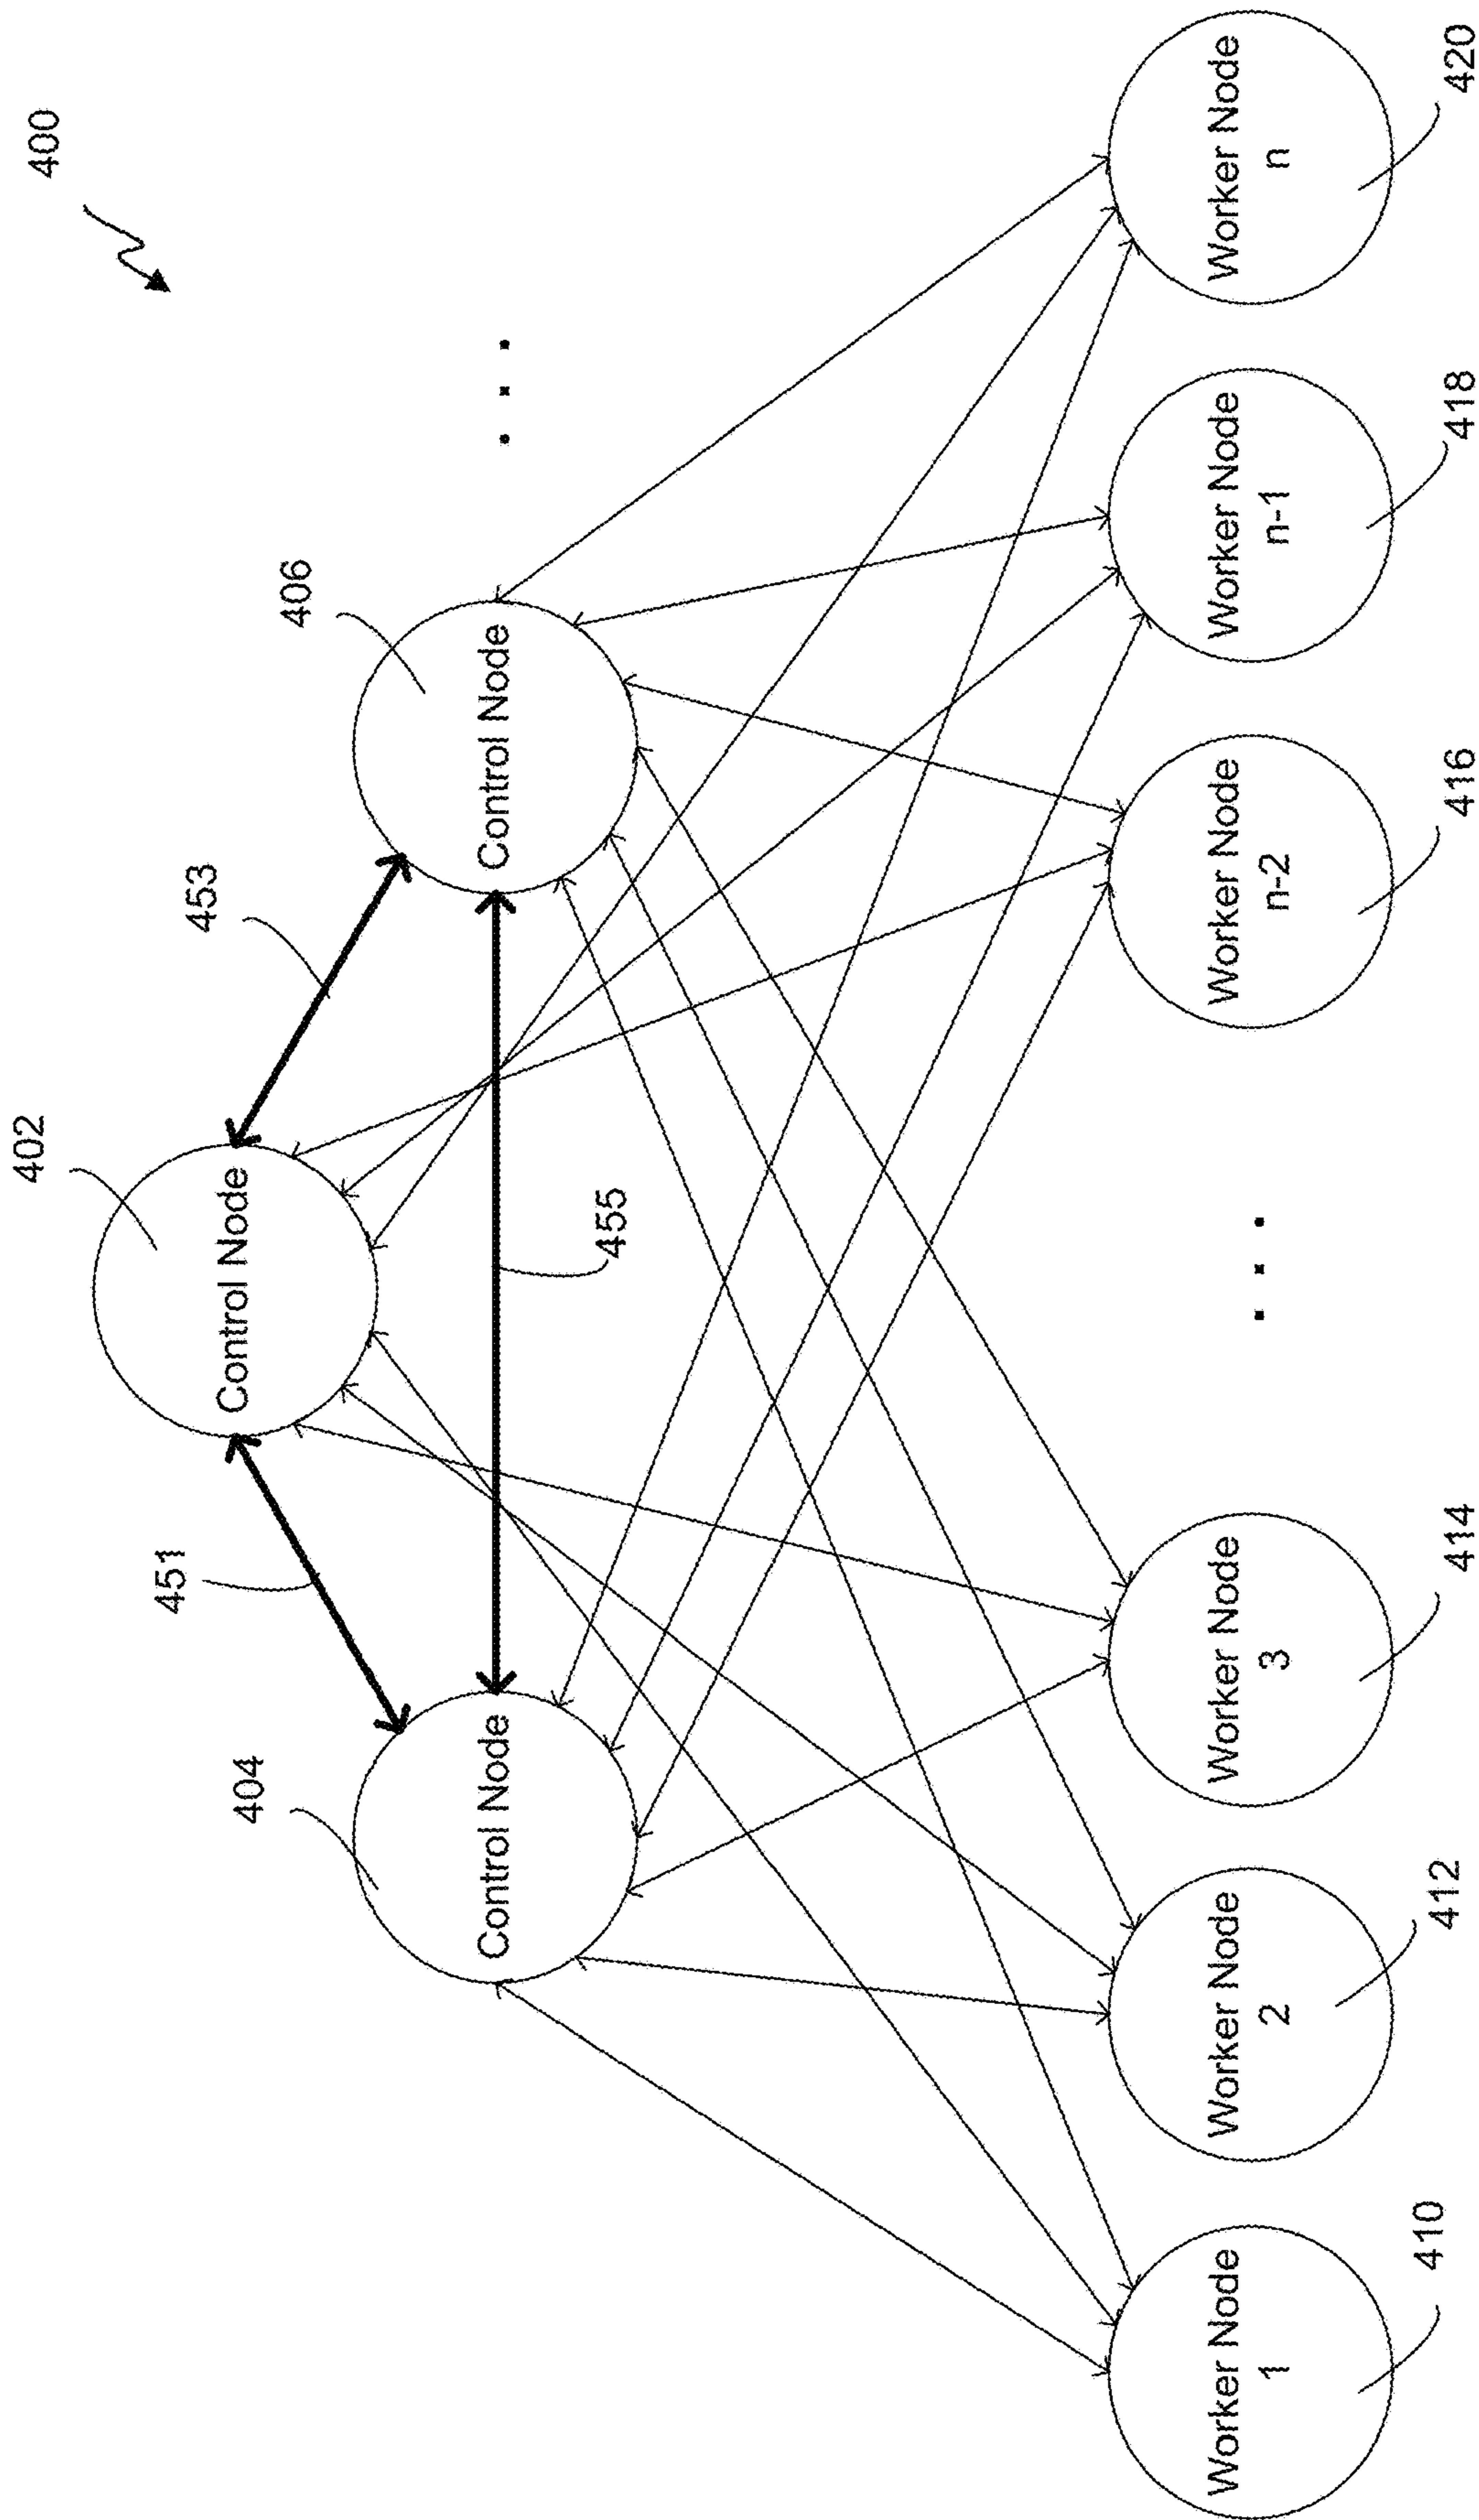 400
402
Control Node
451
453
404
Control Node
455
406
Control Node
. . .
Worker Node
1
410
Worker Node
2
412
Worker Node
3
414
. . .
Worker Node
n-2
416
Worker Node
n-1
418
Worker Node
n
420